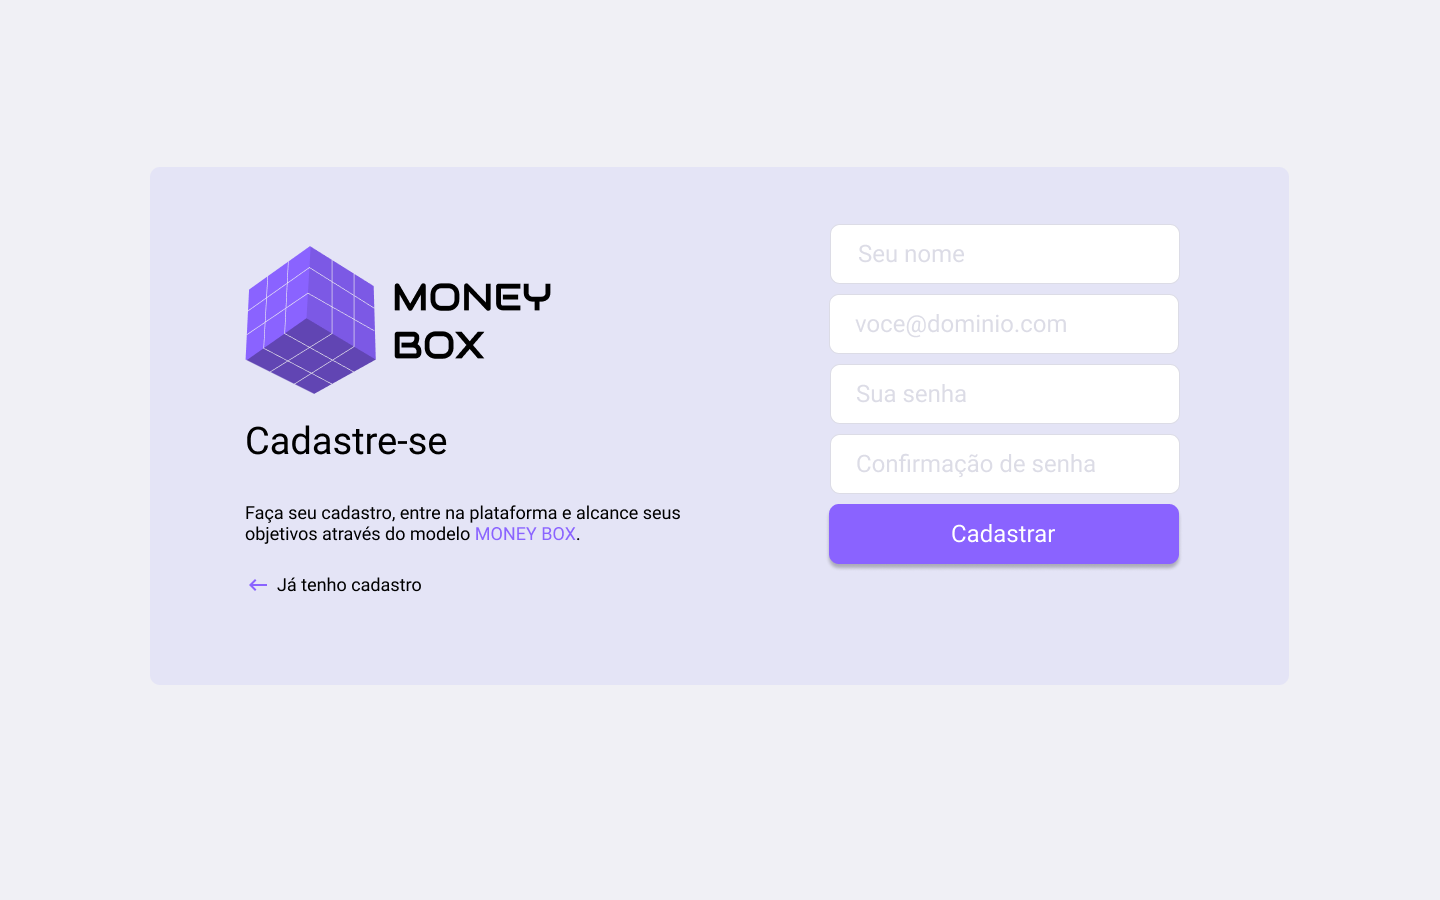 MONEY
BOX
Cadastre-se
Faça seu cadastro, entre na plataforma e alcance seus
objetivos através do modelo MONEY BOX.
Já tenho cadastro
Seu nome
voce@dominio.com
Sua senha
Confirmação de senha
Cadastrar